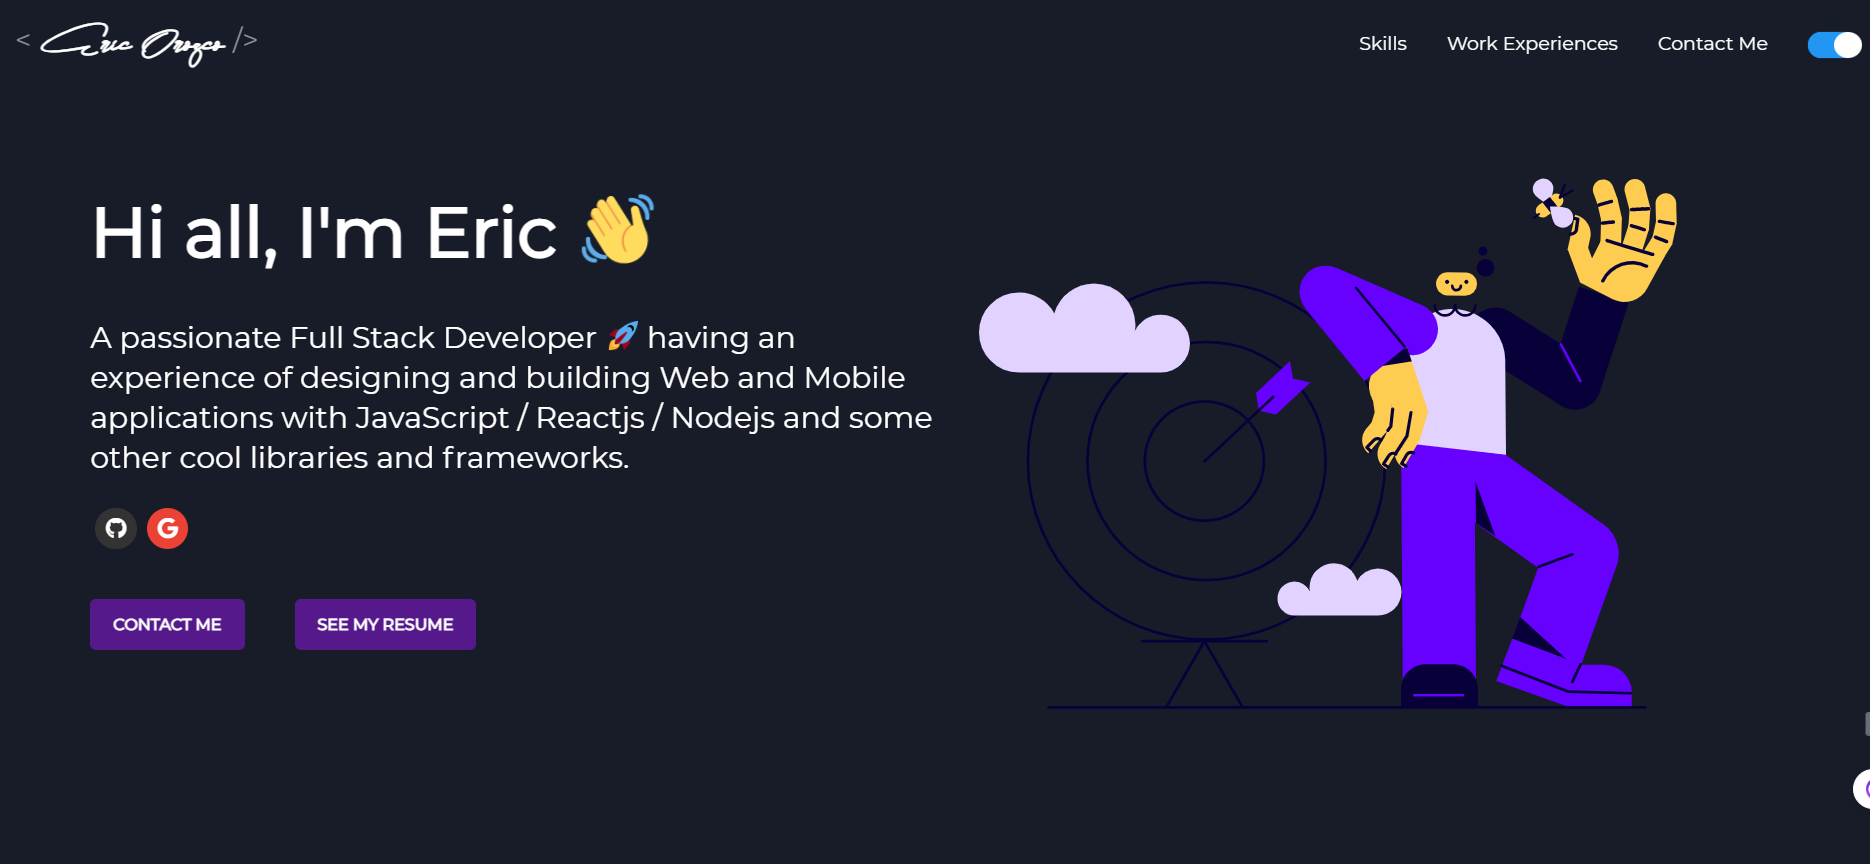 < Eric Orozco />
Skills
Work Experiences
Contact Me
Hi all, I'm Eric 👋
A passionate Full Stack Developer 🚀 having an
experience of designing and building Web and Mobile
applications with JavaScript / Reactjs / Nodejs and some
other cool libraries and frameworks.
CONTACT ME
SEE MY RESUME